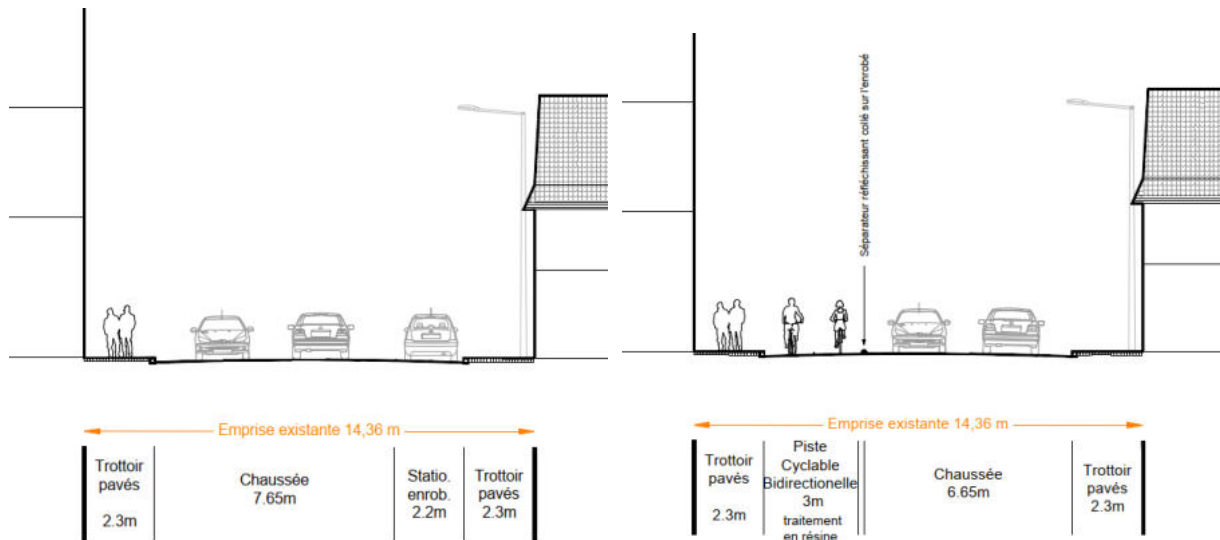 Emprise existante 14,36 m
Trottoir
pavés
2.3m
Chaussée
7.65m
Statio.
enrob.
2.2m
Trottoir
pavés
2.3m
Séparateur réfléchissant collé sur l'enrobé
Emprise existante 14,36 m
Trottoir
pavés
2.3m
Piste
Cyclable
Bidirectionelle
3m
traitement
en résine
Chaussée
6.65m
Trottoir
pavés
2.3m